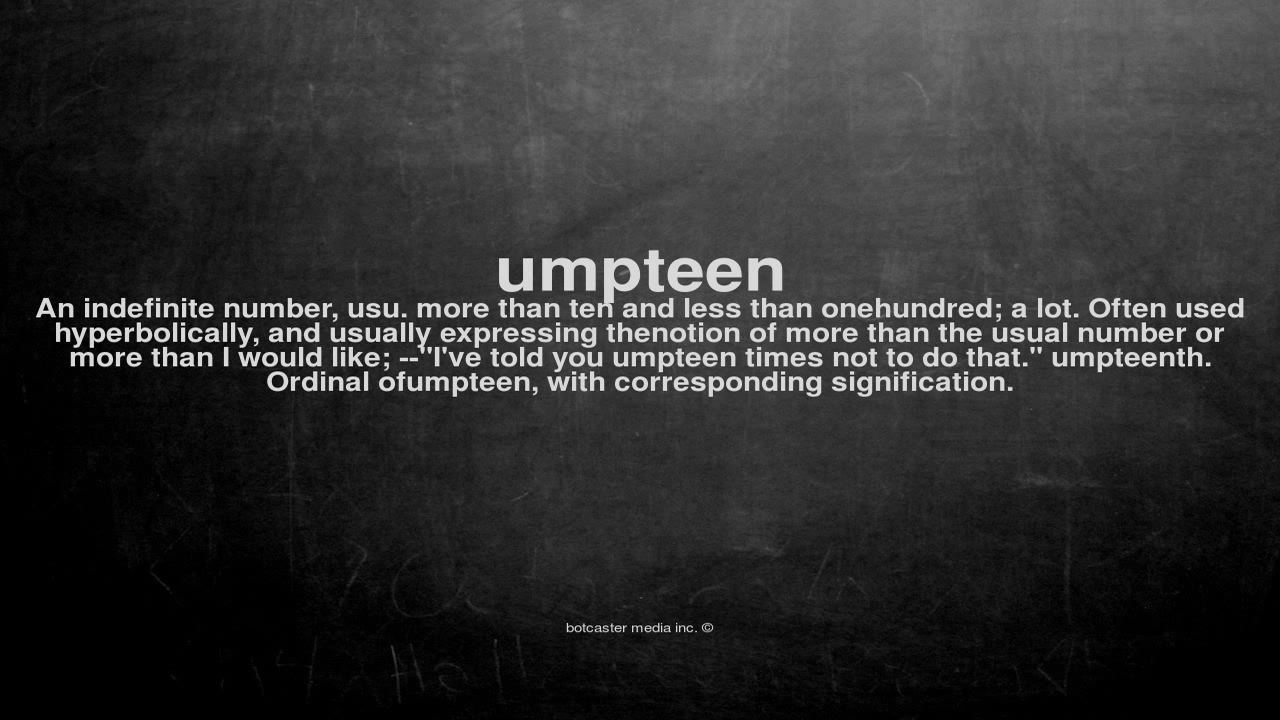 umpteen
An indefinite number, usu. more than ten and less than onehundred; a lot. Often used
hyperbolically, and usually expressing thenotion of more than the usual number or
more than I would like; --"I've told you umpteen times not to do that." umpteenth.
Ordinal ofumpteen, with corresponding signification.
botcaster media inc. ©